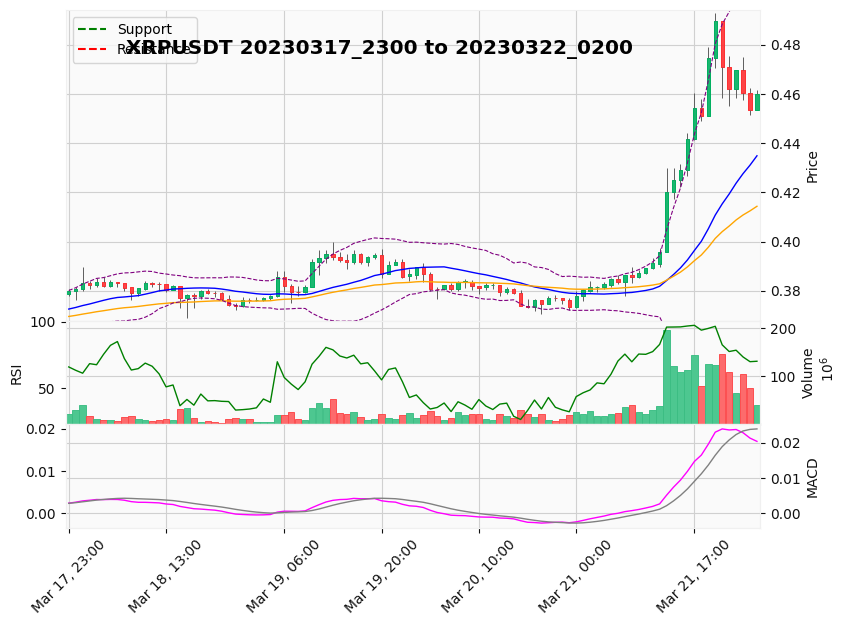 Support
Resistance
XRPUSDT 20230317_2300 to 20230322_0200
0.48
0.46
0.44
0.42
0.40
0.38
Price
100
50
RSI
200
100
Volume
10^6
0.02
0.01
0.00
0.02
0.01
0.00
MACD
Mar 17, 23:00
Mar 18, 13:00
Mar 19, 06:00
Mar 19, 20:00
Mar 20, 10:00
Mar 21, 00:00
Mar 21, 17:00